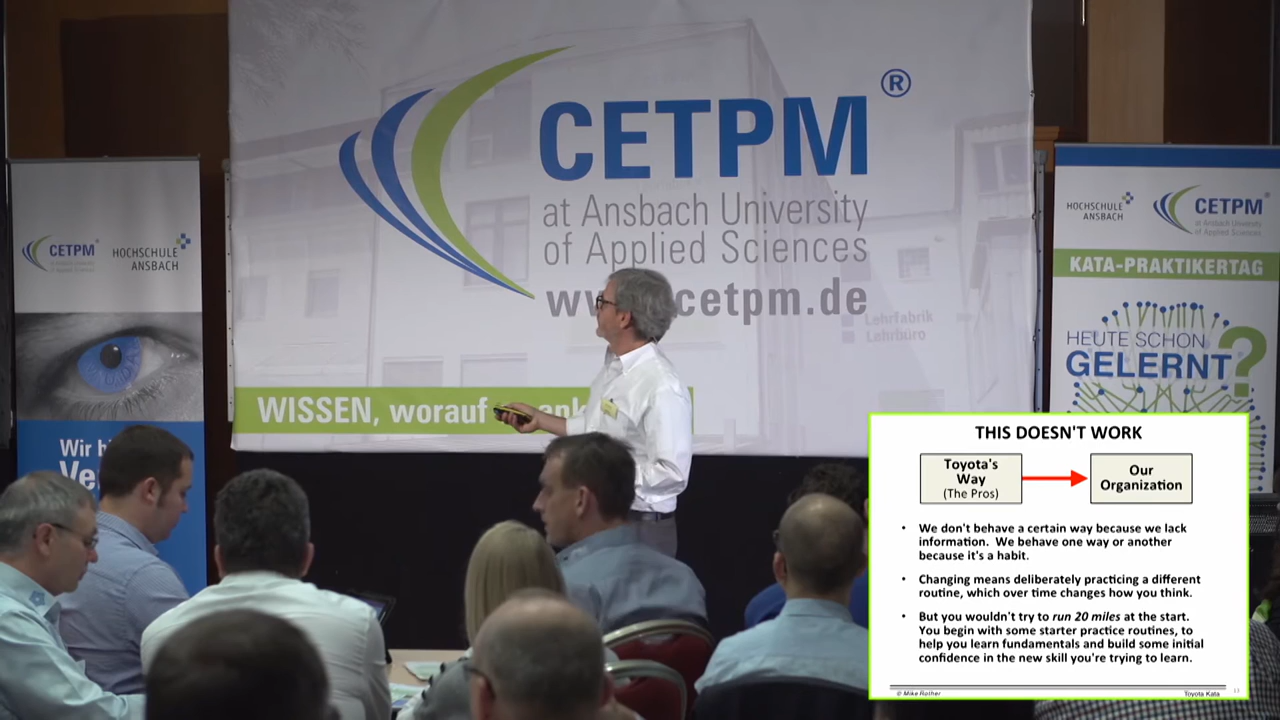 CETPM®
at Ansbach University
of Applied Sciences
cetpm.de
Lehrfabrik
Lehrbüro
WISSEN, worauf
CETPM
HOCHSCHULE
ANSBACH
HOCHSCHULE
ANSBACH
CETPM®
at Ansbach University
of Applied Sciences
KATA-PRAKTIKERTAG
HEUTE SCHON
GELERNT?
THIS DOESN'T WORK
Toyota's
Way
(The Pros)
Our
Organization
• We don't behave a certain way because we lack
information. We behave one way or another
because it's a habit.
• Changing means deliberately practicing a different
routine, which over time changes how you think.
• But you wouldn't try to run 20 miles at the start.
You begin with some starter practice routines, to
help you learn fundamentals and build some initial
confidence in the new skill you're trying to learn.
© Mike Rother
Toyota Kata
13